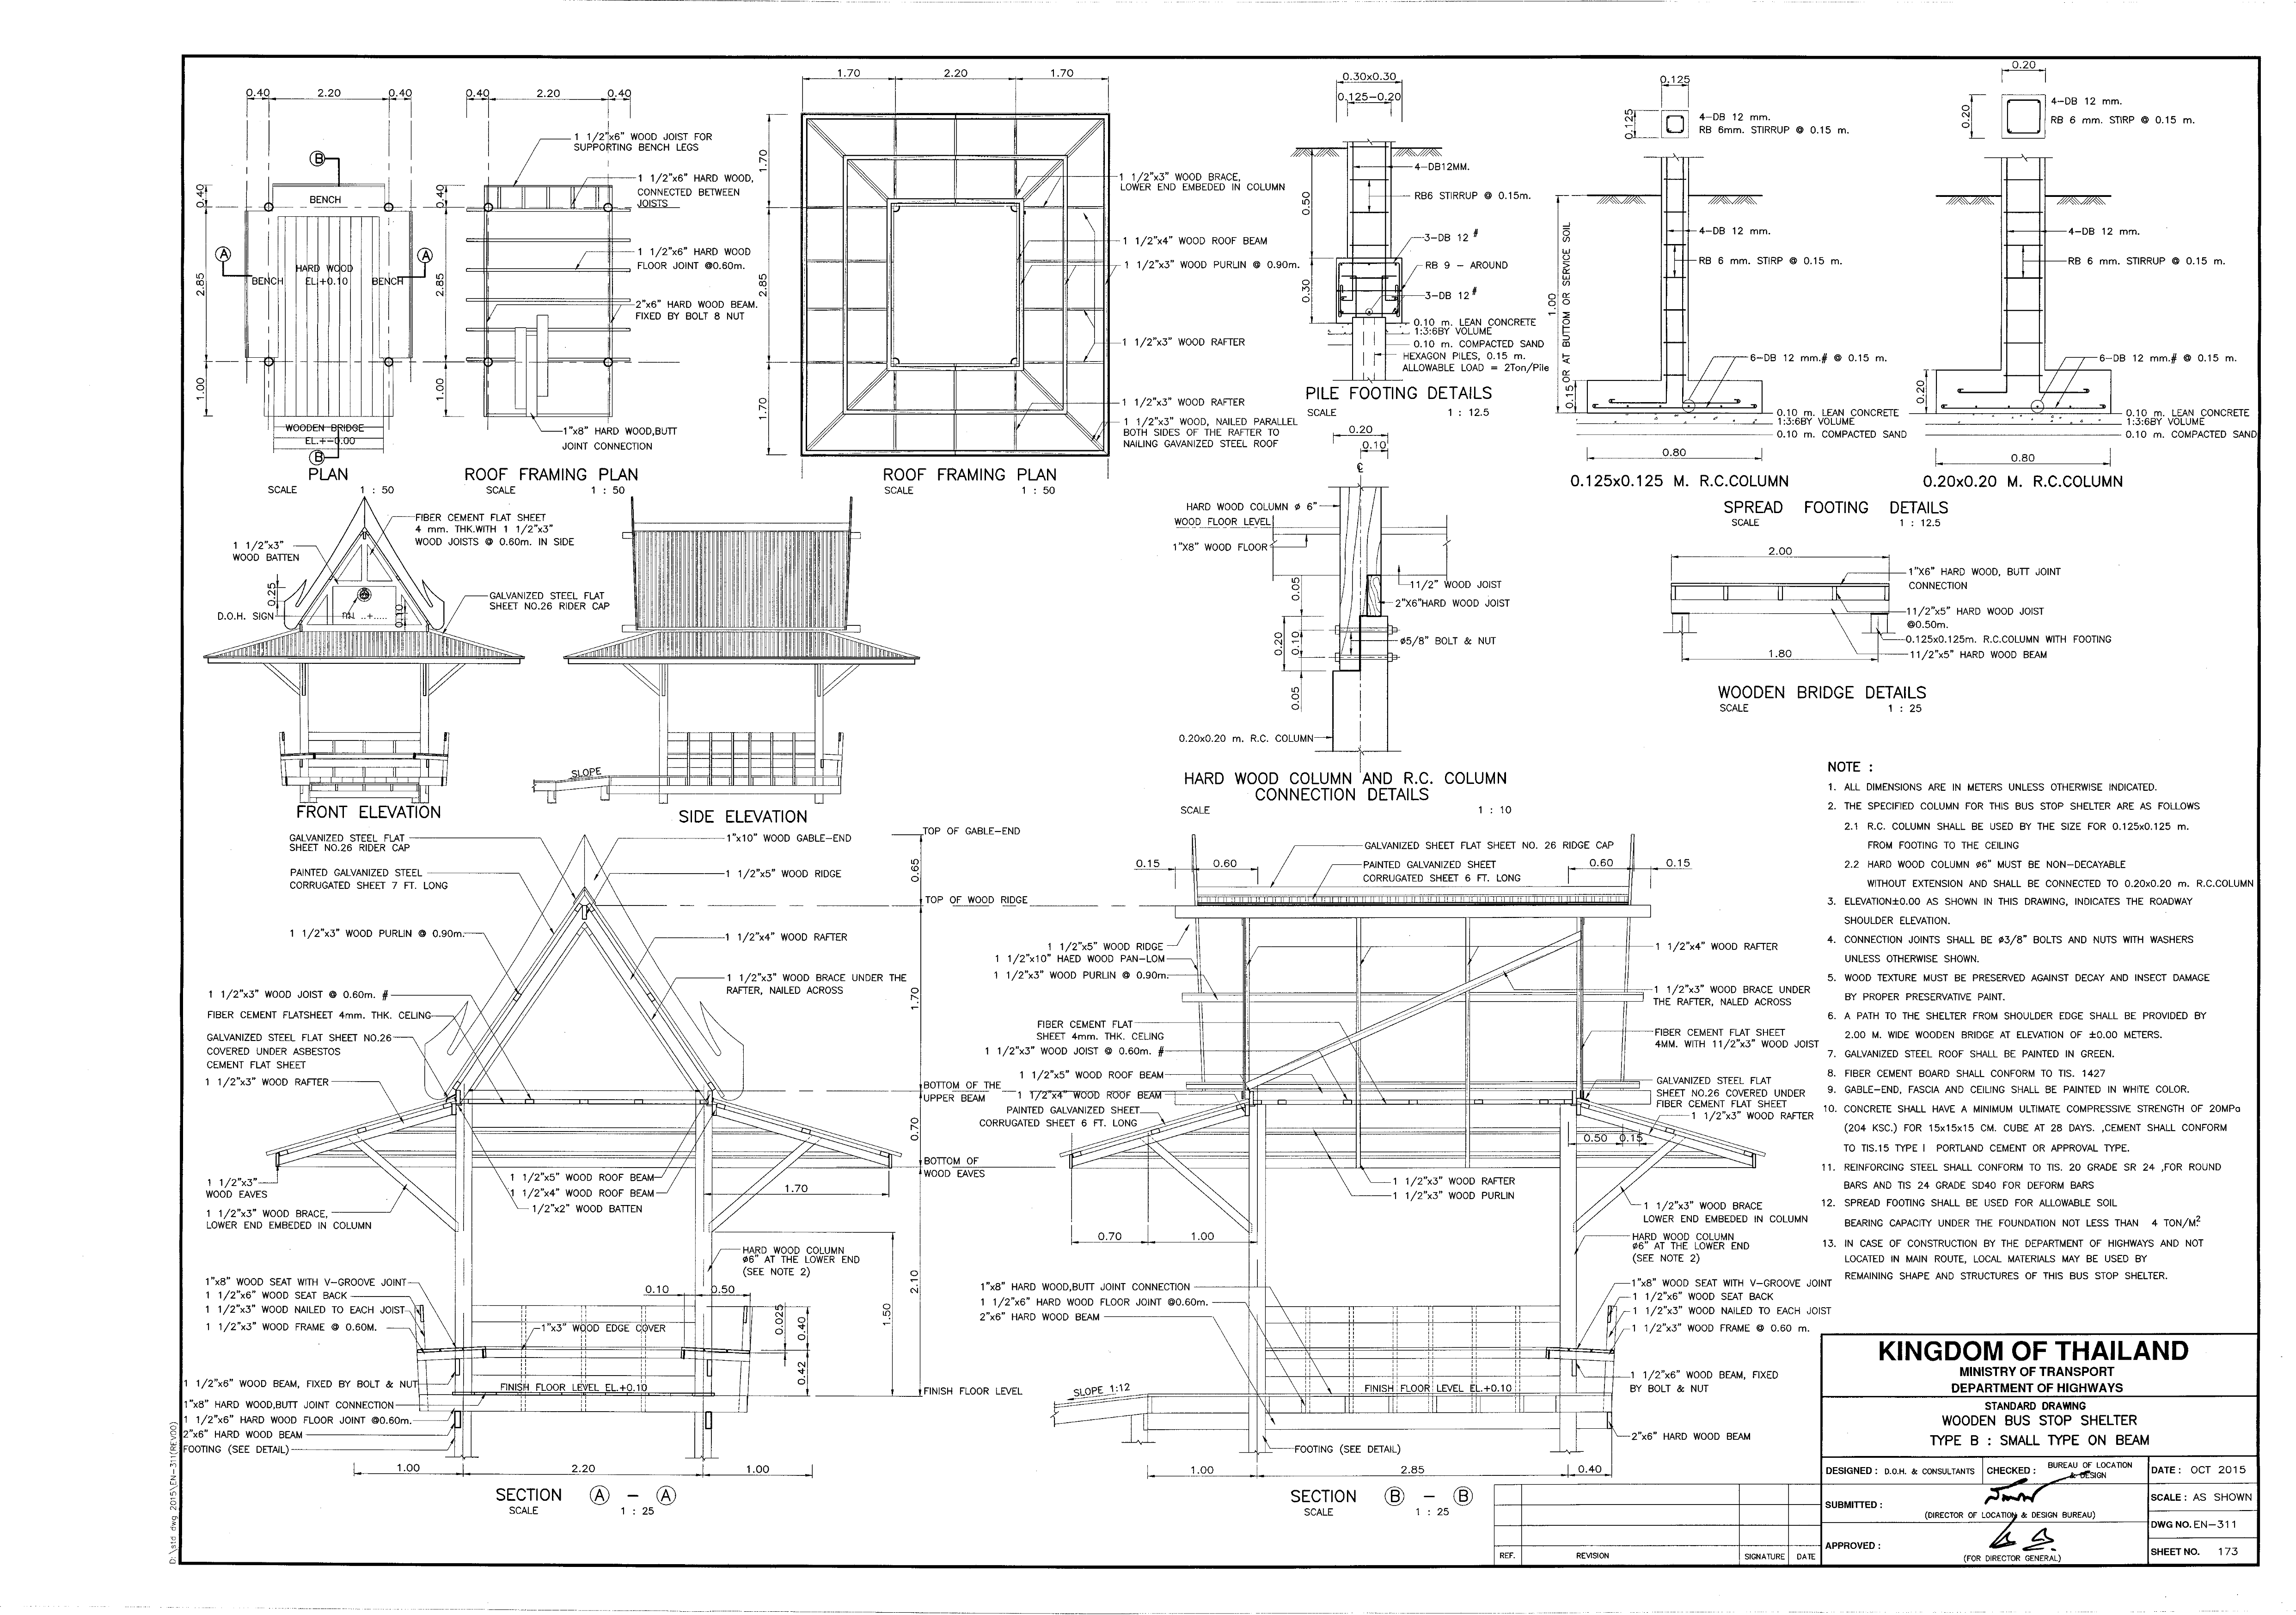 0.40 2.20 0.40
B
0.40
BENCH
A
A
2.85
HARD WOOD
BENCH EL.+0.10 BENCH
1.00
WOODEN BRIDGE
EL.+-0.00
B
PLAN
SCALE 1 : 50
0.40 2.20 0.40
1 1/2"x6" WOOD JOIST FOR
SUPPORTING BENCH LEGS
1 1/2"x6" HARD WOOD,
CONNECTED BETWEEN
JOISTS
0.40
1 1/2"x6" HARD WOOD
FLOOR JOINT @0.60m.
2.85
2"x6" HARD WOOD BEAM.
FIXED BY BOLT 8 NUT
1.00
1"x8" HARD WOOD,BUTT
JOINT CONNECTION
ROOF FRAMING PLAN
SCALE 1 : 50
1.70 2.20 1.70
1.70
2.85
1.70
1 1/2"x3" WOOD BRACE,
LOWER END EMBEDED IN COLUMN
1 1/2"x4" WOOD ROOF BEAM
1 1/2"x3" WOOD PURLIN @ 0.90m.
1 1/2"x3" WOOD RAFTER
1 1/2"x3" WOOD RAFTER
1 1/2"x3" WOOD, NAILED PARALLEL
BOTH SIDES OF THE RAFTER TO
NAILING GAVANIZED STEEL ROOF
ROOF FRAMING PLAN
SCALE 1 : 50
0.30x0.30
0.125-0.20
4-DB12MM.
0.50
RB6 STIRRUP @ 0.15m.
3-DB 12 #
RB 9 - AROUND
0.30
3-DB 12 #
0.10 m. LEAN CONCRETE
1:3:6BY VOLUME
0.10 m. COMPACTED SAND
HEXAGON PILES, 0.15 m.
ALLOWABLE LOAD = 2Ton/Pile
PILE FOOTING DETAILS
SCALE 1 : 12.5
0.125
0.125
4-DB 12 mm.
RB 6mm. STIRRUP @ 0.15 m.
4-DB 12 mm.
RB 6 mm. STIRP @ 0.15 m.
1.00
OR AT BUTTOM OR SERVICE SOIL
6-DB 12 mm.# @ 0.15 m.
0.15
0.10 m. LEAN CONCRETE
1:3:6BY VOLUME
0.10 m. COMPACTED SAND
0.80
0.125x0.125 M. R.C.COLUMN
0.20
0.20
4-DB 12 mm.
RB 6 mm. STIRP @ 0.15 m.
4-DB 12 mm.
RB 6 mm. STIRRUP @ 0.15 m.
6-DB 12 mm.# @ 0.15 m.
0.20
0.10 m. LEAN CONCRETE
1:3:6BY VOLUME
0.10 m. COMPACTED SAND
0.80
0.20x0.20 M. R.C.COLUMN
SPREAD FOOTING DETAILS
SCALE 1 : 12.5
FIBER CEMENT FLAT SHEET
4 mm. THK.WITH 1 1/2"x3"
WOOD JOISTS @ 0.60m. IN SIDE
1 1/2"x3"
WOOD BATTEN
0.25
D.O.H. SIGN
0.10
GALVANIZED STEEL FLAT
SHEET NO.26 RIDER CAP
FRONT ELEVATION
SLOPE
SIDE ELEVATION
0.20
0.10
HARD WOOD COLUMN ø 6"
WOOD FLOOR LEVEL
1"X8" WOOD FLOOR
0.05
11/2" WOOD JOIST
2"X6"HARD WOOD JOIST
0.20
0.10
ø5/8" BOLT & NUT
0.05
0.20x0.20 m. R.C. COLUMN
HARD WOOD COLUMN AND R.C. COLUMN
CONNECTION DETAILS
SCALE 1 : 10
2.00
1"X6" HARD WOOD, BUTT JOINT
CONNECTION
11/2"x5" HARD WOOD JOIST
@0.50m.
0.125x0.125m. R.C.COLUMN WITH FOOTING
11/2"x5" HARD WOOD BEAM
1.80
WOODEN BRIDGE DETAILS
SCALE 1 : 25
GALVANIZED STEEL FLAT
SHEET NO.26 RIDER CAP
PAINTED GALVANIZED STEEL
CORRUGATED SHEET 7 FT. LONG
1 1/2"x3" WOOD PURLIN @ 0.90m.
1 1/2"x3" WOOD JOIST @ 0.60m. #
FIBER CEMENT FLATSHEET 4mm. THK. CELING
GALVANIZED STEEL FLAT SHEET NO.26
COVERED UNDER ASBESTOS
CEMENT FLAT SHEET
1 1/2"x3" WOOD RAFTER
1 1/2"x3"
WOOD EAVES
1 1/2"x3" WOOD BRACE,
LOWER END EMBEDED IN COLUMN
1"x8" WOOD SEAT WITH V-GROOVE JOINT
1 1/2"x6" WOOD SEAT BACK
1 1/2"x3" WOOD NAILED TO EACH JOIST
1 1/2"x3" WOOD FRAME @ 0.60M.
1 1/2"x6" WOOD BEAM, FIXED BY BOLT & NUT
1"x8" HARD WOOD,BUTT JOINT CONNECTION
1 1/2"x6" HARD WOOD FLOOR JOINT @0.60m.
2"x6" HARD WOOD BEAM
FOOTING (SEE DETAIL)
1"x10" WOOD GABLE-END
1 1/2"x5" WOOD RIDGE
1 1/2"x4" WOOD RAFTER
1 1/2"x3" WOOD BRACE UNDER THE
RAFTER, NAILED ACROSS
1 1/2"x5" WOOD ROOF BEAM
1 1/2"x4" WOOD ROOF BEAM
1/2"x2" WOOD BATTEN
1.70
HARD WOOD COLUMN
ø6" AT THE LOWER END
(SEE NOTE 2)
0.10 0.50
1"x3" WOOD EDGE COVER
0.025
0.40
0.42
FINISH FLOOR LEVEL EL.+0.10
1.00 2.20 1.00
TOP OF GABLE-END
0.65
TOP OF WOOD RIDGE
1.70
BOTTOM OF THE
UPPER BEAM
0.70
BOTTOM OF
WOOD EAVES
2.10
1.50
FINISH FLOOR LEVEL
SECTION A - A
SCALE 1 : 25
0.15 0.60
GALVANIZED SHEET FLAT SHEET NO. 26 RIDGE CAP
PAINTED GALVANIZED SHEET
CORRUGATED SHEET 6 FT. LONG
0.60 0.15
1 1/2"x5" WOOD RIDGE
1 1/2"x10" HAED WOOD PAN-LOM
1 1/2"x3" WOOD PURLIN @ 0.90m.
FIBER CEMENT FLAT
SHEET 4mm. THK. CELING
1 1/2"x3" WOOD JOIST @ 0.60m. #
1 1/2"x5" WOOD ROOF BEAM
1 1/2"x4" WOOD ROOF BEAM
PAINTED GALVANIZED SHEET
CORRUGATED SHEET 6 FT. LONG
1 1/2"x4" WOOD RAFTER
1 1/2"x3" WOOD BRACE UNDER
THE RAFTER, NALED ACROSS
FIBER CEMENT FLAT SHEET
4MM. WITH 11/2"x3" WOOD JOIST
GALVANIZED STEEL FLAT
SHEET NO.26 COVERED UNDER
FIBER CEMENT FLAT SHEET
1 1/2"x3" WOOD RAFTER
0.50 0.15
1 1/2"x3" WOOD RAFTER
1 1/2"x3" WOOD PURLIN
1 1/2"x3" WOOD BRACE
LOWER END EMBEDED IN COLUMN
0.70 1.00
HARD WOOD COLUMN
ø6" AT THE LOWER END
(SEE NOTE 2)
1"x8" HARD WOOD,BUTT JOINT CONNECTION
1 1/2"x6" HARD WOOD FLOOR JOINT @0.60m.
2"x6" HARD WOOD BEAM
1"x8" WOOD SEAT WITH V-GROOVE JOINT
1 1/2"x6" WOOD SEAT BACK
1 1/2"x3" WOOD NAILED TO EACH JOIST
1 1/2"x3" WOOD FRAME @ 0.60 m.
1 1/2"x6" WOOD BEAM, FIXED
BY BOLT & NUT
SLOPE 1:12
FINISH FLOOR LEVEL EL.+0.10
2"x6" HARD WOOD BEAM
FOOTING (SEE DETAIL)
1.00 2.85 0.40
SECTION B - B
SCALE 1 : 25
NOTE :
1. ALL DIMENSIONS ARE IN METERS UNLESS OTHERWISE INDICATED.
2. THE SPECIFIED COLUMN FOR THIS BUS STOP SHELTER ARE AS FOLLOWS
2.1 R.C. COLUMN SHALL BE USED BY THE SIZE FOR 0.125x0.125 m.
FROM FOOTING TO THE CEILING
2.2 HARD WOOD COLUMN ø6" MUST BE NON-DECAYABLE
WITHOUT EXTENSION AND SHALL BE CONNECTED TO 0.20x0.20 m. R.C.COLUMN
3. ELEVATION±0.00 AS SHOWN IN THIS DRAWING, INDICATES THE ROADWAY
SHOULDER ELEVATION.
4. CONNECTION JOINTS SHALL BE ø3/8" BOLTS AND NUTS WITH WASHERS
UNLESS OTHERWISE SHOWN.
5. WOOD TEXTURE MUST BE PRESERVED AGAINST DECAY AND INSECT DAMAGE
BY PROPER PRESERVATIVE PAINT.
6. A PATH TO THE SHELTER FROM SHOULDER EDGE SHALL BE PROVIDED BY
2.00 M. WIDE WOODEN BRIDGE AT ELEVATION OF ±0.00 METERS.
7. GALVANIZED STEEL ROOF SHALL BE PAINTED IN GREEN.
8. FIBER CEMENT BOARD SHALL CONFORM TO TIS. 1427
9. GABLE-END, FASCIA AND CEILING SHALL BE PAINTED IN WHITE COLOR.
10. CONCRETE SHALL HAVE A MINIMUM ULTIMATE COMPRESSIVE STRENGTH OF 20MPa
(204 KSC.) FOR 15x15x15 CM. CUBE AT 28 DAYS. ,CEMENT SHALL CONFORM
TO TIS.15 TYPE I PORTLAND CEMENT OR APPROVAL TYPE.
11. REINFORCING STEEL SHALL CONFORM TO TIS. 20 GRADE SR 24 ,FOR ROUND
BARS AND TIS 24 GRADE SD40 FOR DEFORM BARS
12. SPREAD FOOTING SHALL BE USED FOR ALLOWABLE SOIL
BEARING CAPACITY UNDER THE FOUNDATION NOT LESS THAN 4 TON/M.2
13. IN CASE OF CONSTRUCTION BY THE DEPARTMENT OF HIGHWAYS AND NOT
LOCATED IN MAIN ROUTE, LOCAL MATERIALS MAY BE USED BY
REMAINING SHAPE AND STRUCTURES OF THIS BUS STOP SHELTER.
KINGDOM OF THAILAND
MINISTRY OF TRANSPORT
DEPARTMENT OF HIGHWAYS
STANDARD DRAWING
WOODEN BUS STOP SHELTER
TYPE B : SMALL TYPE ON BEAM
DESIGNED : D.O.H. & CONSULTANTS
CHECKED : BUREAU OF LOCATION
& DESIGN
DATE : OCT 2015
SUBMITTED :
(DIRECTOR OF LOCATION & DESIGN BUREAU)
SCALE : AS SHOWN
DWG NO. EN-311
APPROVED :
(FOR DIRECTOR GENERAL)
SHEET NO. 173
REF. REVISION SIGNATURE DATE
D:\std dwg 2015\EN-311(REV00)